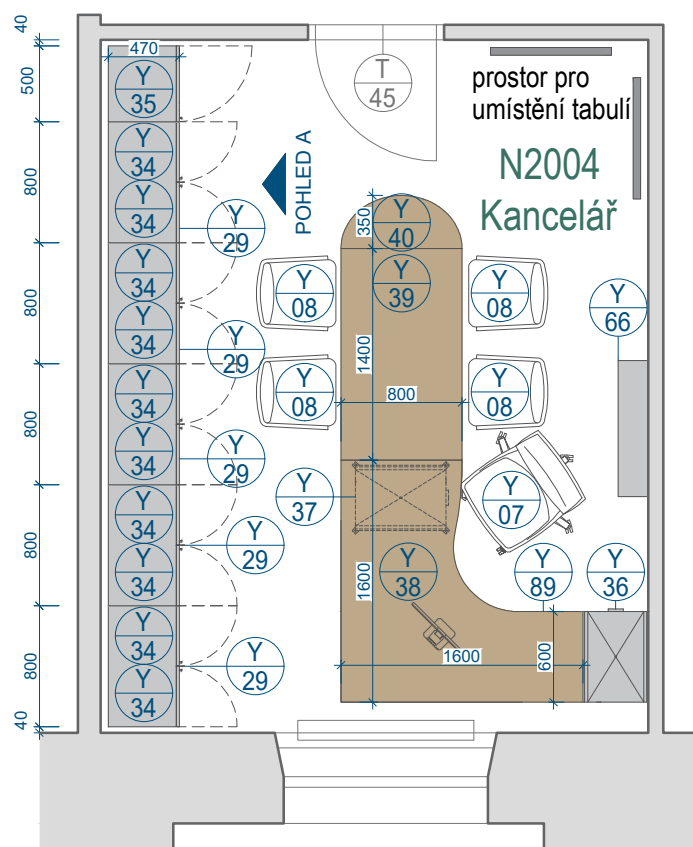 40
500
800
800
800
800
800
40
470
Y
35
Y
34
Y
34
Y
34
Y
34
Y
34
Y
34
Y
34
Y
34
Y
34
Y
34
Y
29
Y
29
Y
29
Y
29
Y
29
T
45
POHLED A
prostor pro
umístění tabulí
N2004
Kancelář
350
Y
40
Y
39
Y
08
Y
08
Y
08
Y
08
Y
66
1400
800
Y
37
Y
07
1600
Y
38
Y
89
Y
36
1600
600